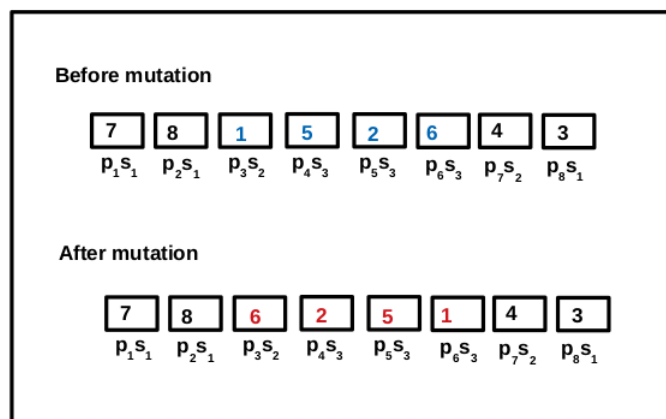 Before mutation
7 8 1 5 2 6 4 3
p₁s₁ p₂s₁ p₃s₂ p₄s₃ p₅s₃ p₆s₃ p₇s₂ p₈s₁
After mutation
7 8 6 2 5 1 4 3
p₁s₁ p₂s₁ p₃s₂ p₄s₃ p₅s₃ p₆s₃ p₇s₂ p₈s₁